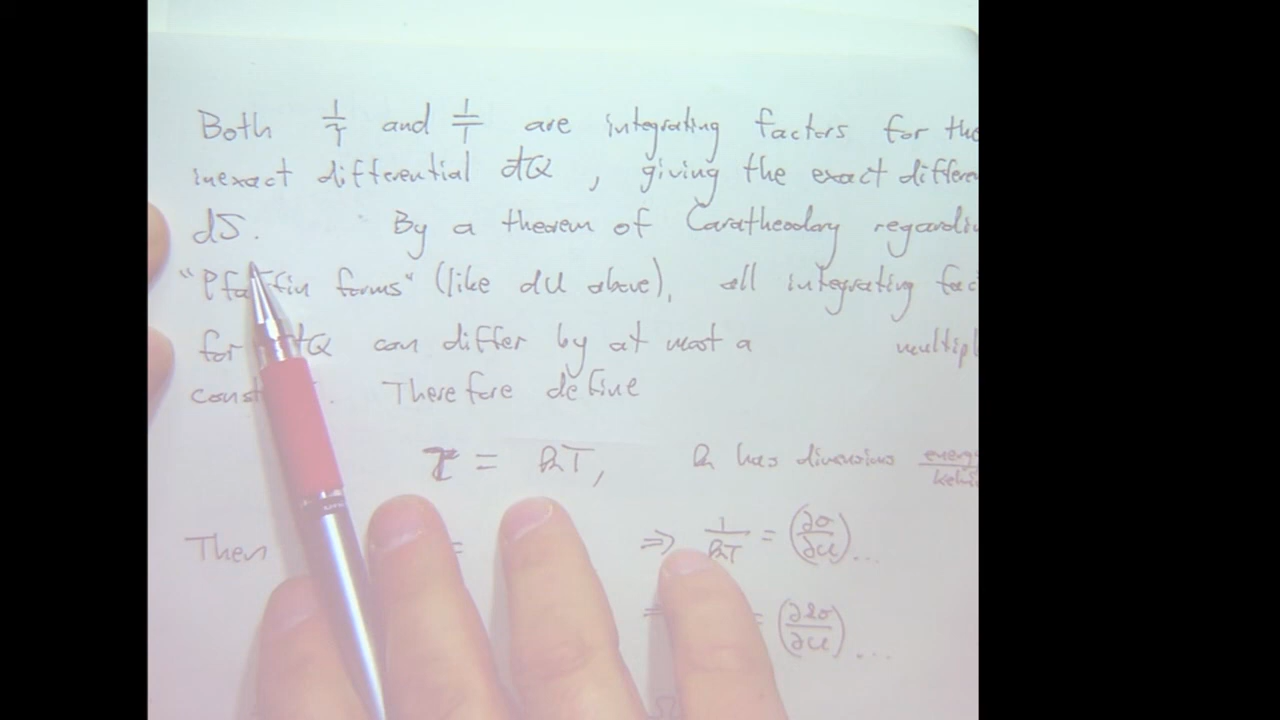 Both 1/τ and 1/T are integrating factors for the
inexact differential đQ , giving the exact differen
dS. By a theorem of Caratheodory regardin
"Pfaffin forms" (like dU above), all integrating fac
for đQ can differ by at most a multipl
const
Therefore define
τ = kT, k has dimensions energ/kelvi
Then = ⇒ 1/kT = (∂σ/∂U)...
= (∂kσ/∂U)...